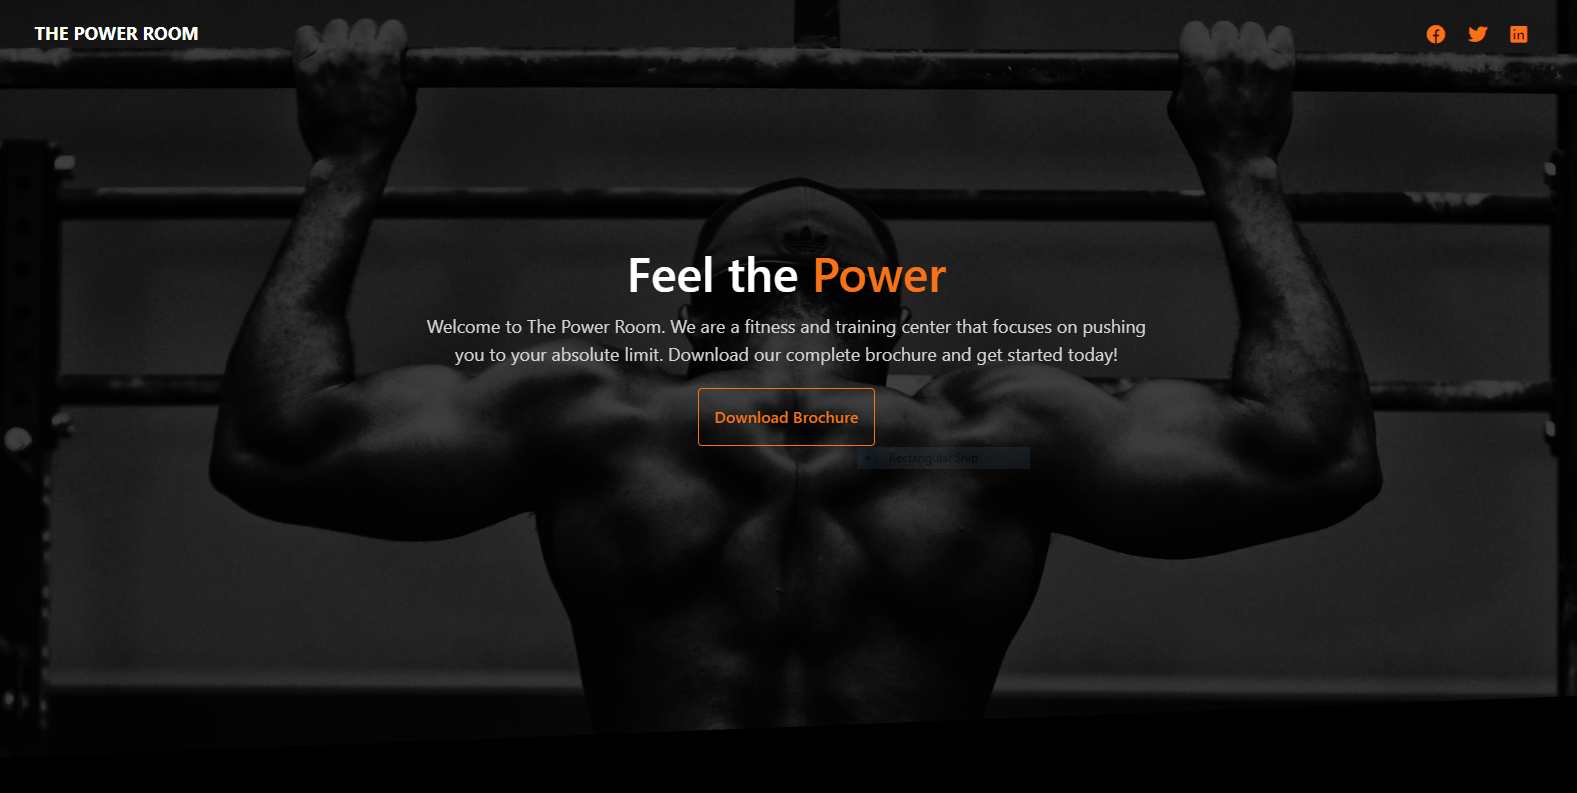 THE POWER ROOM
Feel the Power
Welcome to The Power Room. We are a fitness and training center that focuses on pushing
you to your absolute limit. Download our complete brochure and get started today!
Download Brochure
Rectangular Snip